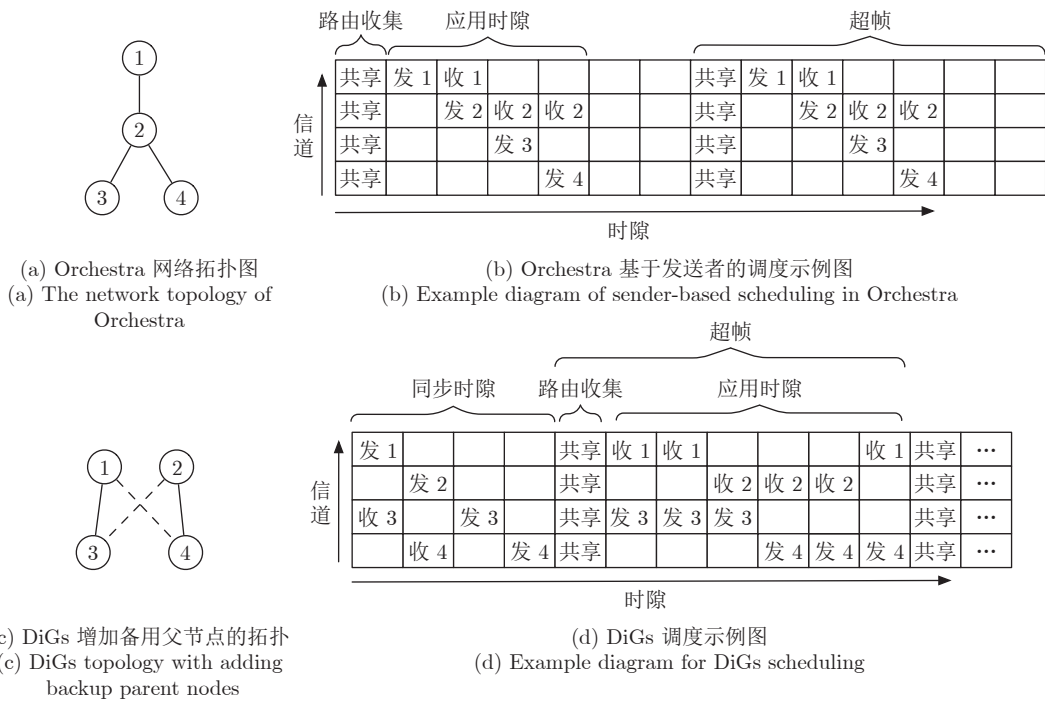 路由收集 应用时隙 超帧
1
2
3 4
信道
共享 发 1 收 1 共享 发 1 收 1
共享 发 2 收 2 收 2 共享 发 2 收 2 收 2
共享 发 3 共享 发 3
共享 发 4 共享 发 4
时隙
(a) Orchestra 网络拓扑图
(a) The network topology of
Orchestra
(b) Orchestra 基于发送者的调度示例图
(b) Example diagram of sender-based scheduling in Orchestra
超帧
同步时隙 路由收集 应用时隙
1 2
3 4
信道
发 1 共享 收 1 收 1 收 1 共享 ···
发 2 共享 收 2 收 2 收 2 共享 ···
收 3 发 3 共享 发 3 发 3 发 3 共享 ···
收 4 发 4 共享 发 4 发 4 发 4 共享 ···
时隙
c) DiGs 增加备用父节点的拓扑
(c) DiGs topology with adding
backup parent nodes
(d) DiGs 调度示例图
(d) Example diagram for DiGs scheduling